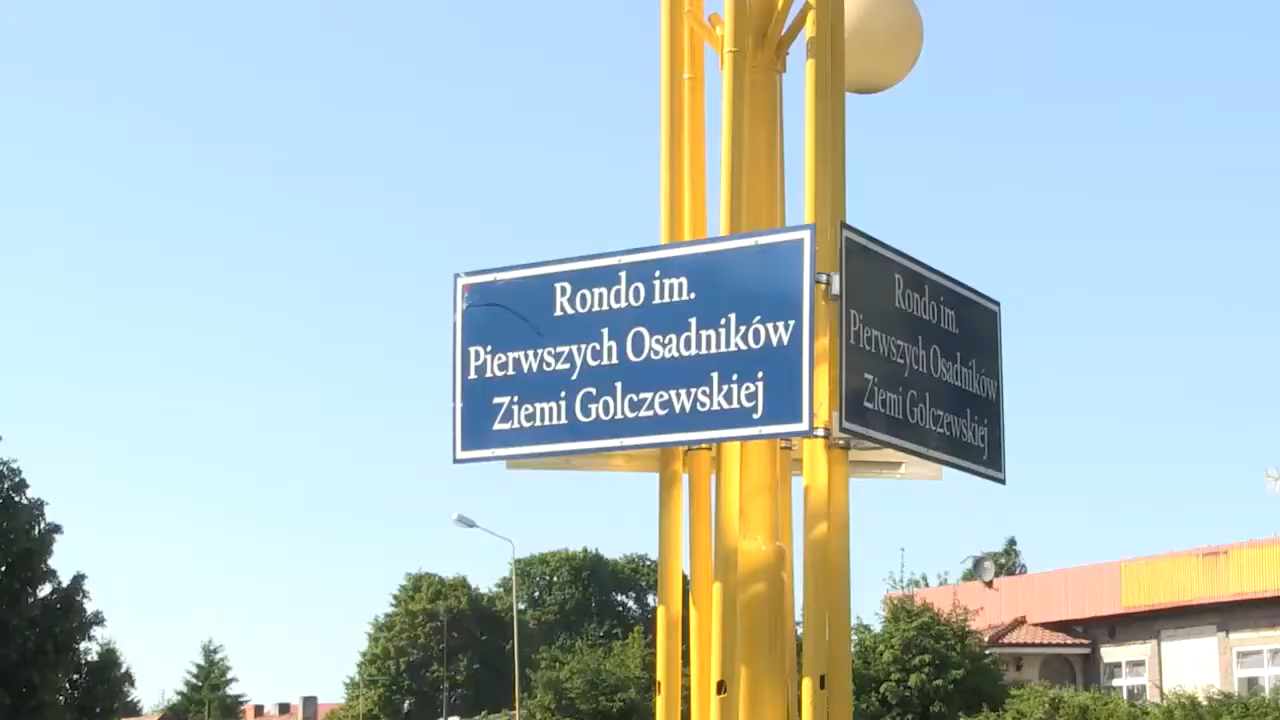 Rondo im.
Pierwszych Osadników
Ziemi Golczewskiej
Rondo im.
Pierwszych Osadników
Ziemi Golczewskiej